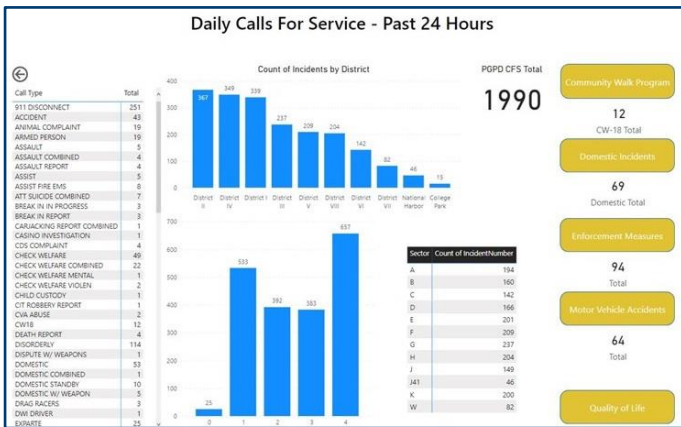 Daily Calls For Service - Past 24 Hours
Call Type Total
911 DISCONNECT 251
ACCIDENT 43
ANIMAL COMPLAINT 19
ARMED PERSON 19
ASSAULT 5
ASSAULT COMBINED 4
ASSAULT REPORT 4
ASSIST 5
ASSIST FIRE EMS 8
ATT SUICIDE COMBINED 7
BREAK IN IN PROGRESS 3
BREAK IN REPORT 3
CARJACKING REPORT COMBINED 1
CASINO INVESTIGATION 1
CDS COMPLAINT 4
CHECK WELFARE 49
CHECK WELFARE COMBINED 22
CHECK WELFARE MENTAL 1
CHECK WELFARE VIOLEN 2
CHILD CUSTODY 1
CIT ROBBERY REPORT 1
CVA ABUSE 2
CW18 12
DEATH REPORT 4
DISORDERLY 114
DISPUTE W/ WEAPONS 1
DOMESTIC 53
DOMESTIC COMBINED 1
DOMESTIC STANDBY 10
DOMESTIC W/ WEAPON 5
DRAG RACERS 3
DWI DRIVER 1
EXPARTE 25
Count of Incidents by District
400
300
200
100
0
367 349 339 237 209 204 142 82 46 15
District II
District IV
District I
District III
District V
District VIII
District VI
District VII
National Harbor
College Park
700
600
500
400
300
200
100
0
25 533 392 383 657
0 1 2 3 4
PGPD CFS Total
1990
Sector Count of IncidentNumber
A 194
B 160
C 142
D 166
E 201
F 209
G 237
H 204
J 149
J41 46
K 200
W 82
Community Walk Program
12
CW-18 Total
Domestic Incidents
69
Domestic Total
Enforcement Measures
94
Total
Motor Vehicle Accidents
64
Total
Quality of Life